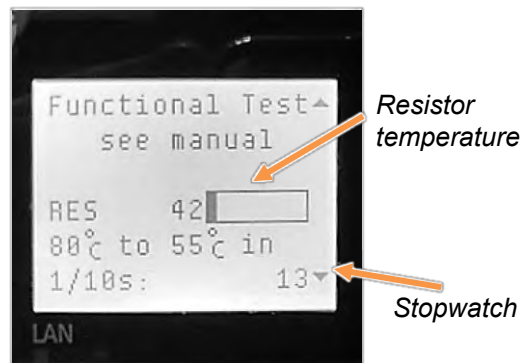 Functional Test
see manual
RES 42
80°C to 55°C in
1/10s: 13
LAN
Resistor
temperature
Stopwatch